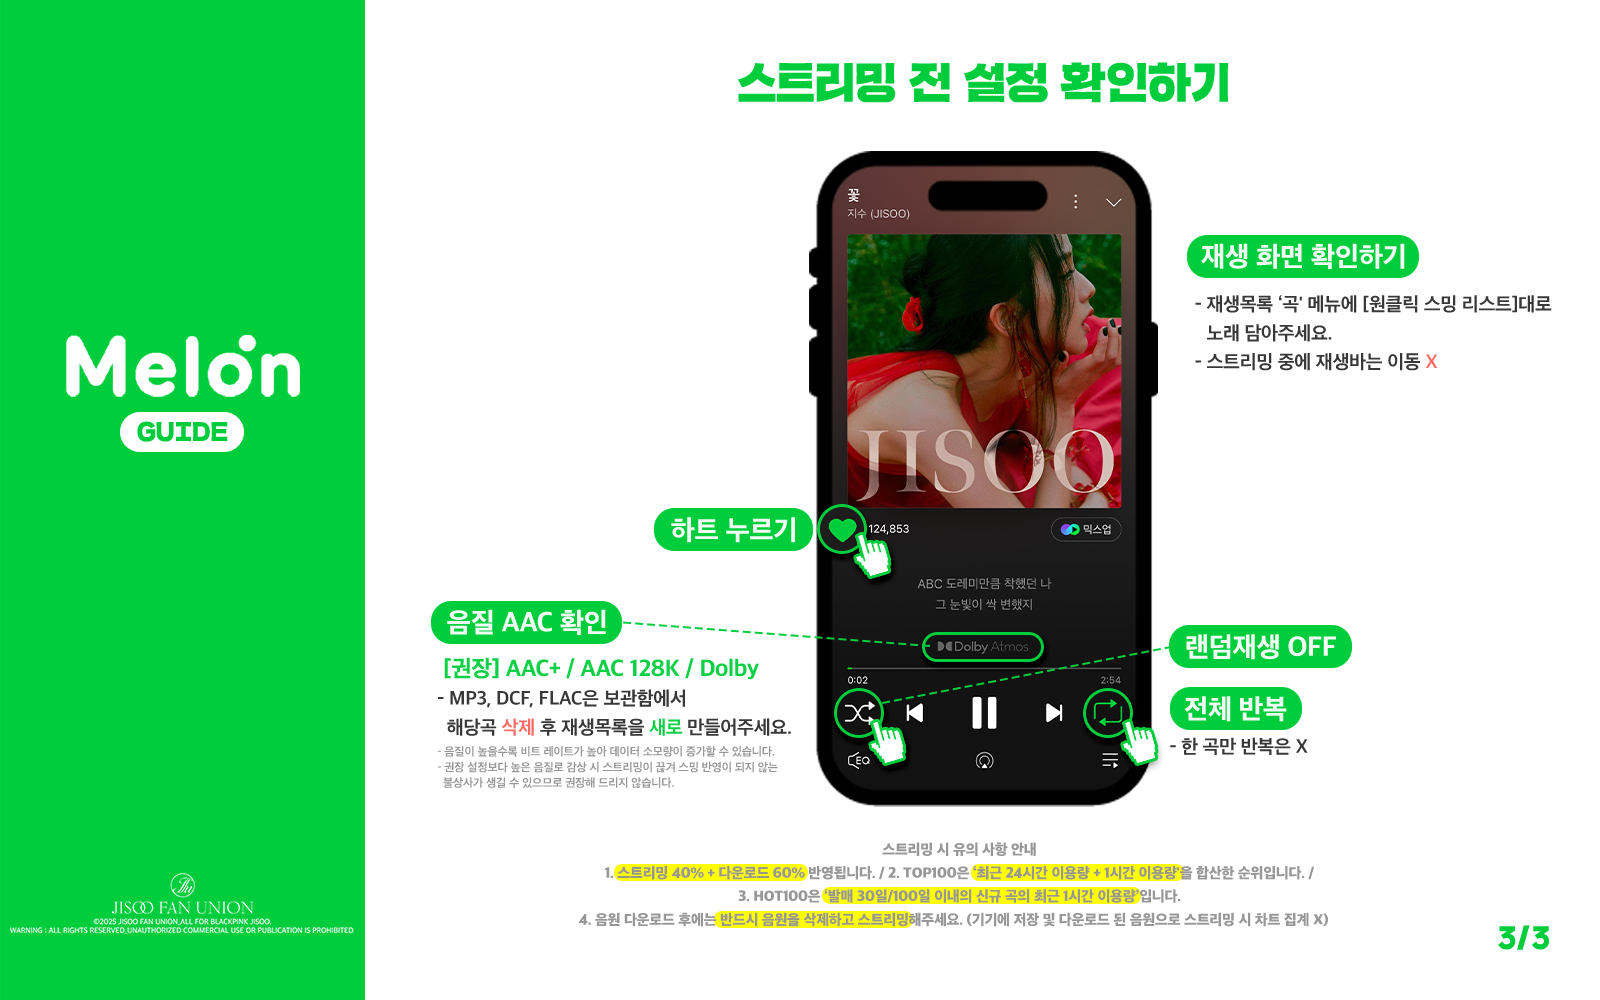 스트리밍 전 설정 확인하기
Melon
GUIDE
꽃
지수 (JISOO)
JISOO
재생 화면 확인하기
- 재생목록 ‘곡' 메뉴에 [원클릭 스밍 리스트]대로
노래 담아주세요.
- 스트리밍 중에 재생바는 이동 X
하트 누르기
124,853
믹스업
ABC 도레미만큼 착했던 나
그 눈빛이 싹 변했지
음질 AAC 확인
Dolby Atmos
[권장] AAC+ / AAC 128K / Dolby
- MP3, DCF, FLAC은 보관함에서
해당곡 삭제 후 재생목록을 새로 만들어주세요.
- 음질이 높을수록 비트 레이트가 높아 데이터 소모량이 증가할 수 있습니다.
- 권장 설정보다 높은 음질로 감상 시 스트리밍이 끊겨 스밍 반영이 되지 않는
불상사가 생길 수 있으므로 권장해 드리지 않습니다.
0:02
2:54
EQ
랜덤재생 OFF
전체 반복
- 한 곡만 반복은 X
스트리밍 시 유의 사항 안내
1. 스트리밍 40% + 다운로드 60% 반영됩니다. / 2. TOP100은 ‘최근 24시간 이용량 + 1시간 이용량'을 합산한 순위입니다. /
3. HOT100은 ‘발매 30일/100일 이내의 신규 곡의 최근 1시간 이용량'입니다.
4. 음원 다운로드 후에는 반드시 음원을 삭제하고 스트리밍해주세요. (기기에 저장 및 다운로드 된 음원으로 스트리밍 시 차트 집계 X)
JISOO FAN UNION
©2025 JISOO FAN UNION_ALL FOR BLACKPINK JISOO.
WARNING : ALL RIGHTS RESERVED_UNAUTHORIZED COMMERCIAL USE OR PUBLICATION IS PROHIBITED
3/3